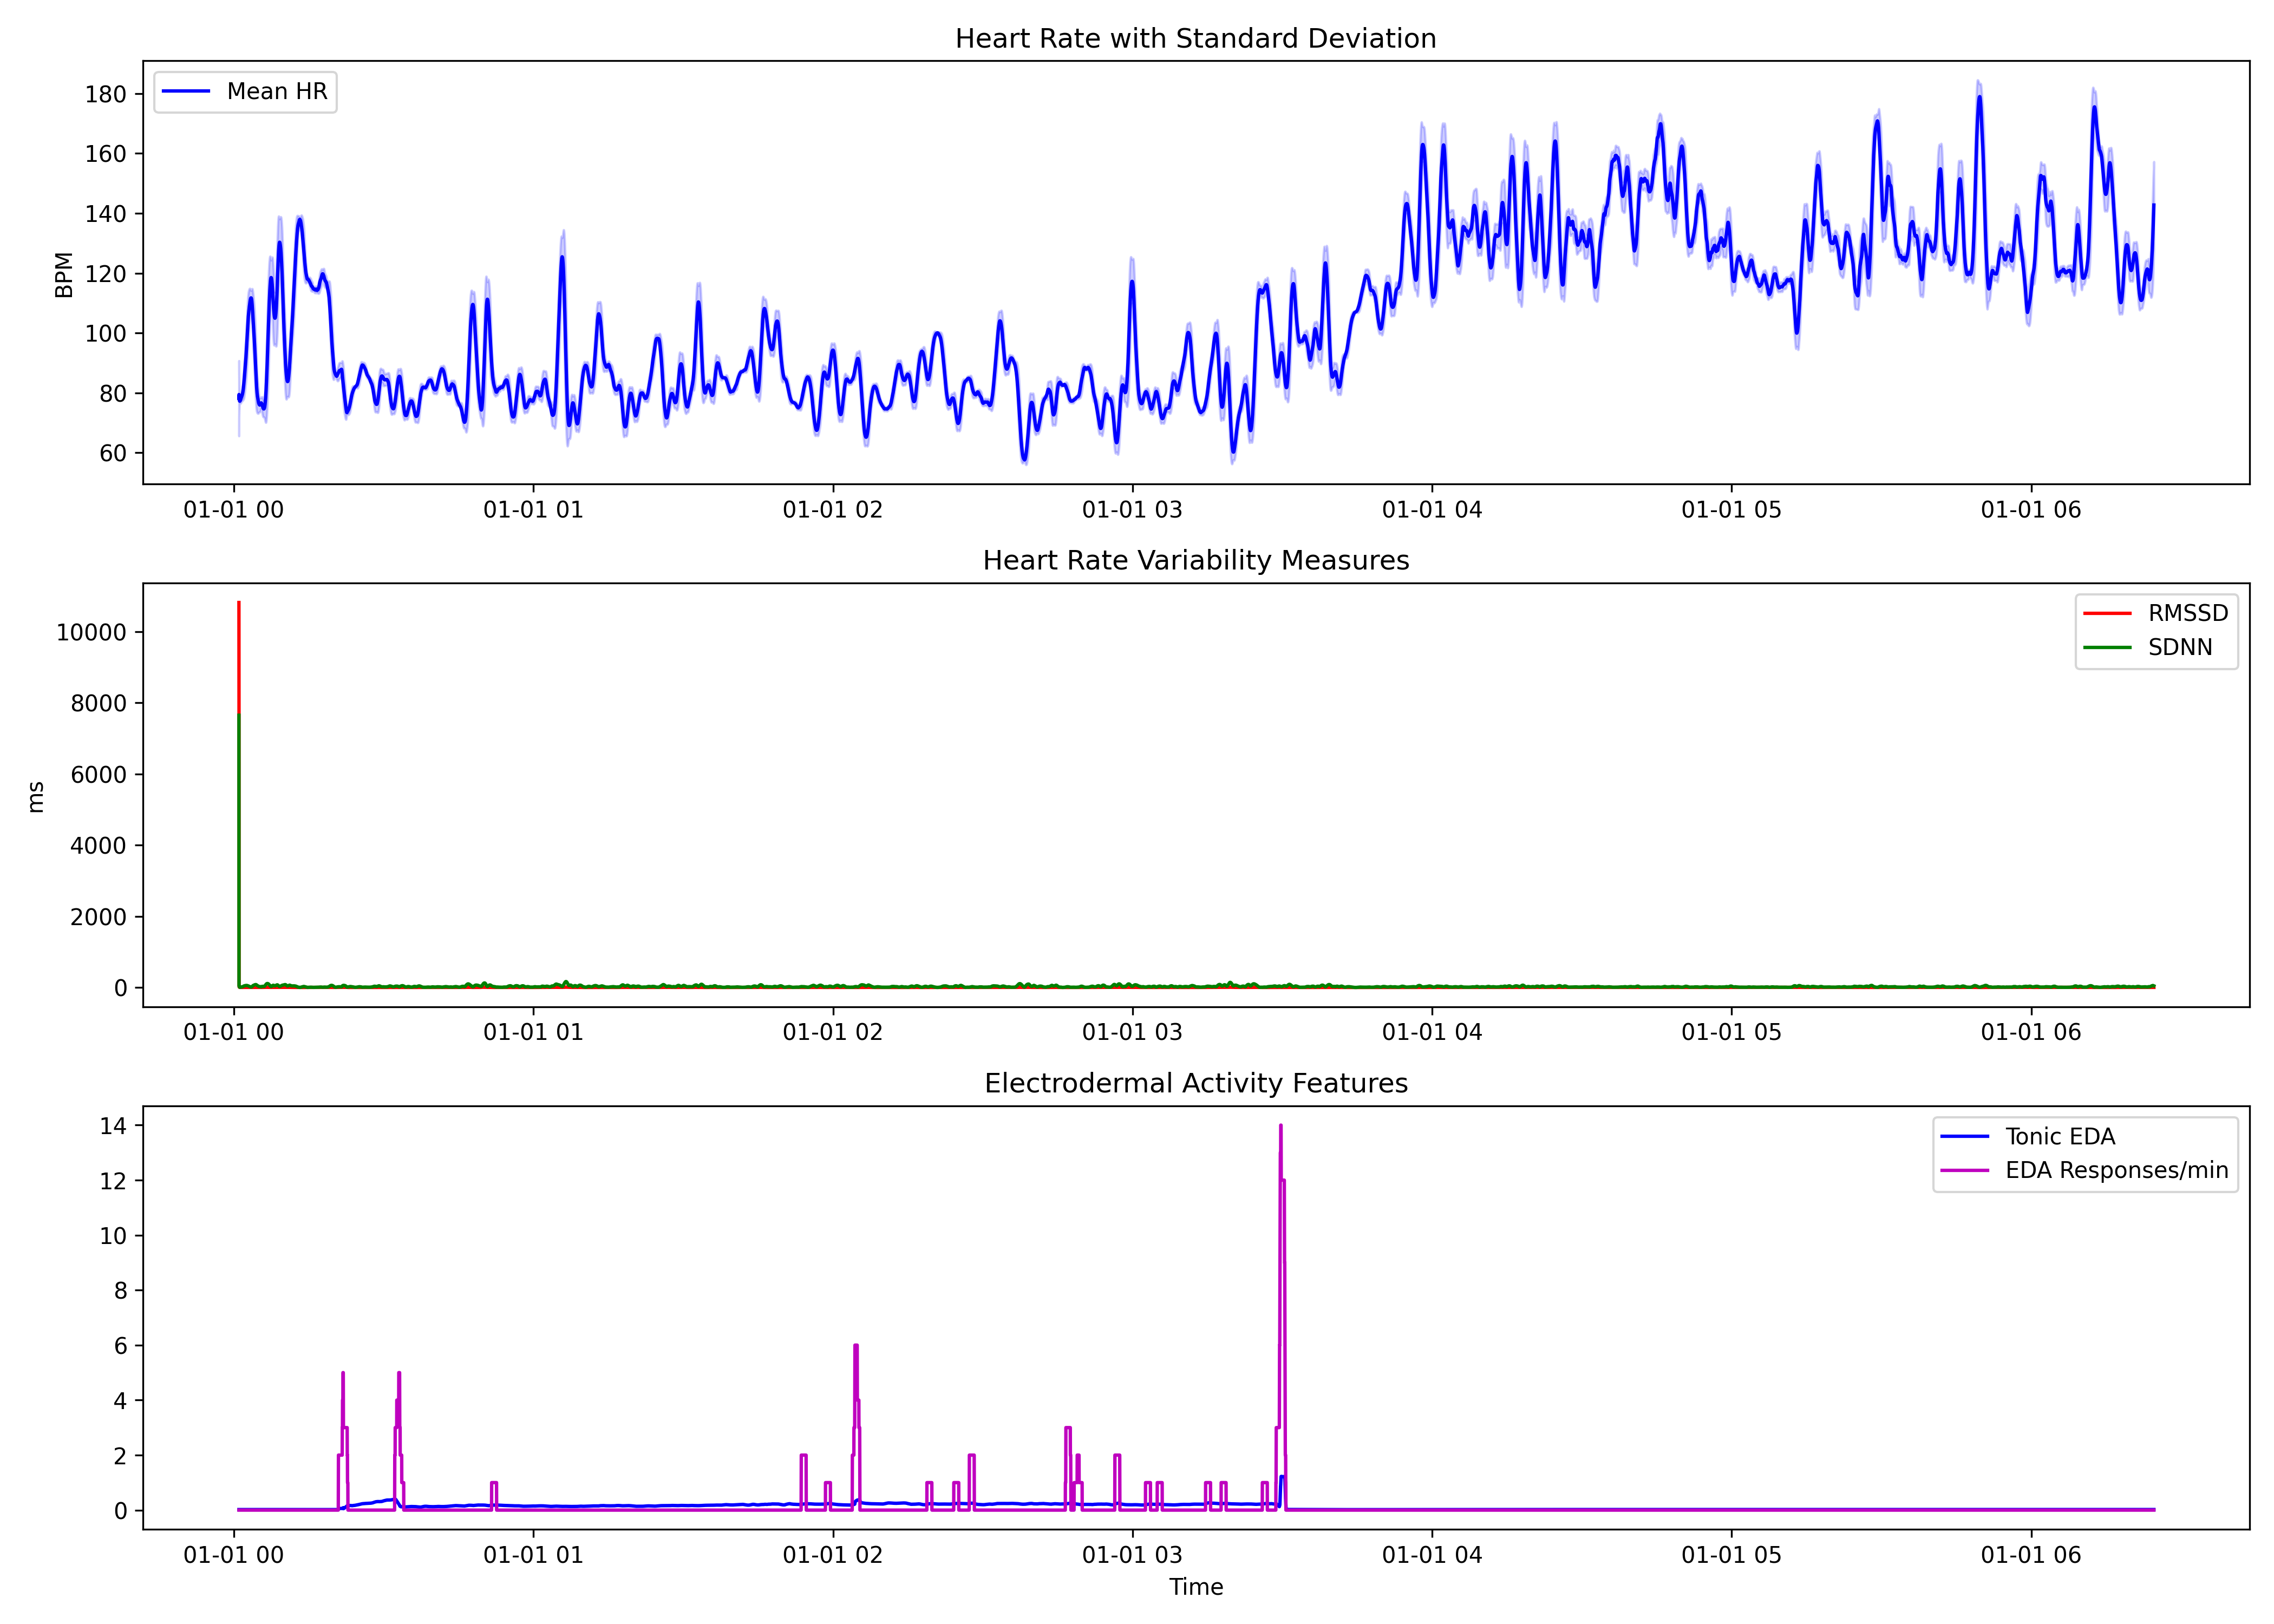 Heart Rate with Standard Deviation
Mean HR
BPM
180
160
140
120
100
80
60
01-01 00 01-01 01 01-01 02 01-01 03 01-01 04 01-01 05 01-01 06
Heart Rate Variability Measures
RMSSD
SDNN
ms
10000
8000
6000
4000
2000
0
01-01 00 01-01 01 01-01 02 01-01 03 01-01 04 01-01 05 01-01 06
Electrodermal Activity Features
Tonic EDA
EDA Responses/min
14
12
10
8
6
4
2
0
01-01 00 01-01 01 01-01 02 01-01 03 01-01 04 01-01 05 01-01 06
Time